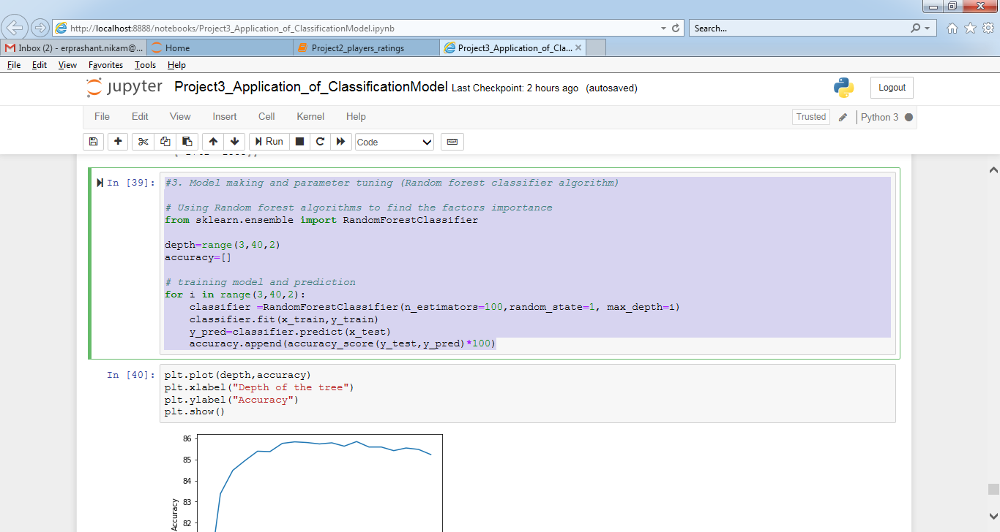 http://localhost:8888/notebooks/Project3_Application_of_ClassificationModel.ipynb
Search...
Inbox (2) - erprashant.nikam@...
Home
Project2_players_ratings
Project3_Application_of_Cla...
File Edit View Favorites Tools Help
jupyter Project3_Application_of_ClassificationModel Last Checkpoint: 2 hours ago (autosaved)
Logout
File Edit View Insert Cell Kernel Help
Trusted
Python 3
Run
Code
In [39]:
#3. Model making and parameter tuning (Random forest classifier algorithm)
# Using Random forest algorithms to find the factors importance
from sklearn.ensemble import RandomForestClassifier
depth=range(3,40,2)
accuracy=[]
# training model and prediction
for i in range(3,40,2):
classifier =RandomForestClassifier(n_estimators=100,random_state=1, max_depth=i)
classifier.fit(x_train,y_train)
y_pred=classifier.predict(x_test)
accuracy.append(accuracy_score(y_test,y_pred)*100)
In [40]:
plt.plot(depth,accuracy)
plt.xlabel("Depth of the tree")
plt.ylabel("Accuracy")
plt.show()
86
85
84
83
82
Accuracy